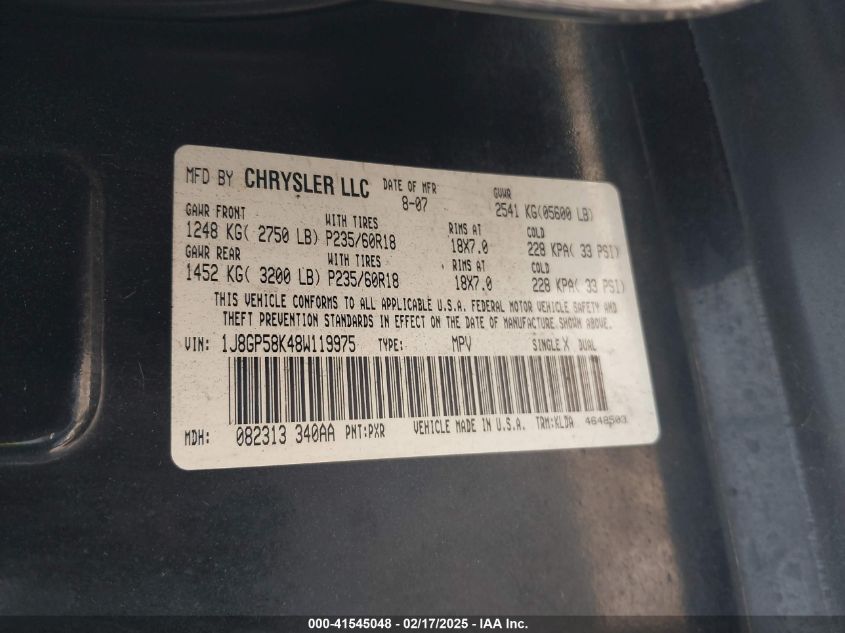 MFD BY CHRYSLER LLC DATE OF MFR 8-07 GVWR 2541 KG(05600 LB)
GAWR FRONT WITH TIRES RIMS AT COLD
1248 KG( 2750 LB) P235/60R18 18X7.0 228 KPA( 33 PSI)
GAWR REAR WITH TIRES RIMS AT COLD
1452 KG( 3200 LB) P235/60R18 18X7.0 228 KPA( 33 PSI)
THIS VEHICLE CONFORMS TO ALL APPLICABLE U.S.A. FEDERAL MOTOR VEHICLE SAFETY AND
THEFT PREVENTION STANDARDS IN EFFECT ON THE DATE OF MANUFACTURE SHOWN ABOVE.
VIN: 1J8GP58K48W119975 TYPE: MPV SINGLE X DUAL
MDH: 082313 340AA PNT:PXR VEHICLE MADE IN U.S.A. TRM:KLDA 4648503
000-41545048 - 02/17/2025 - IAA Inc.